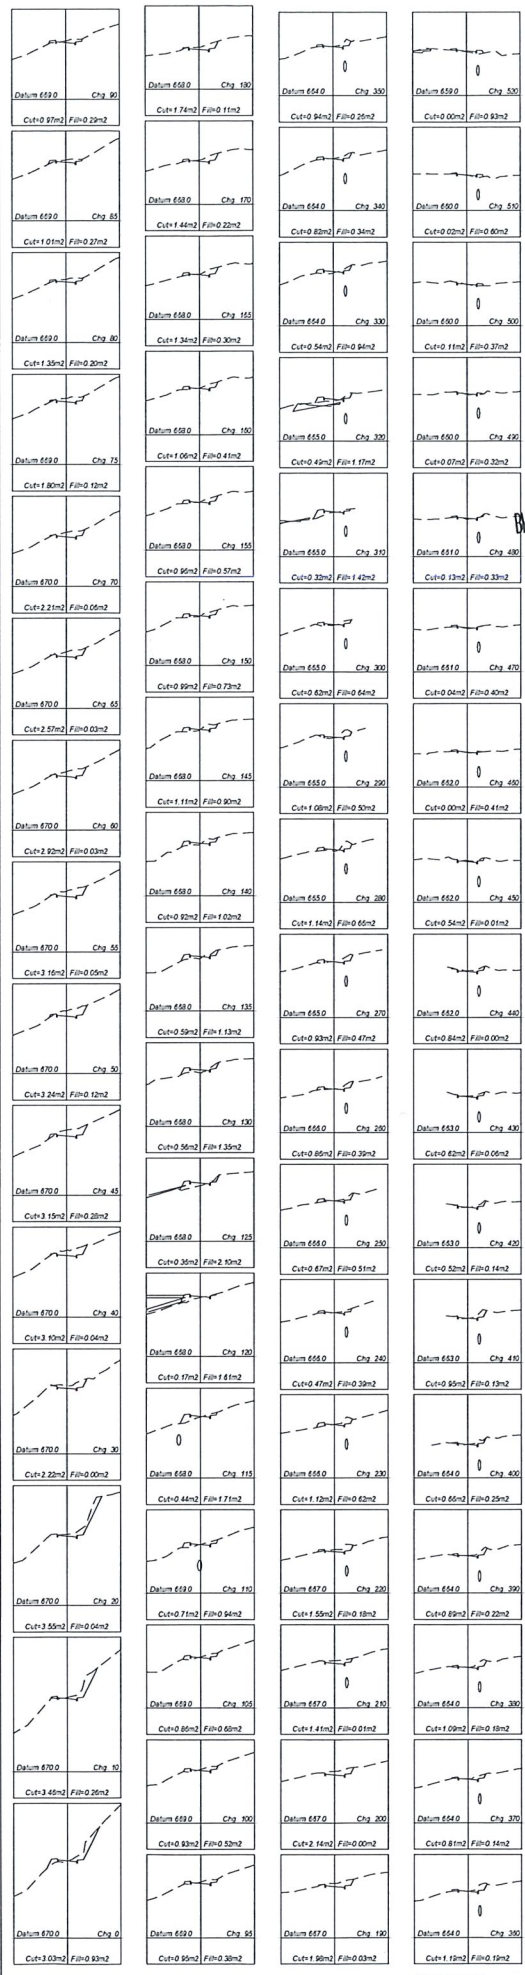 Datum 669.0 Chg. 90
Cut=0.97m2 Fill=0.29m2
Datum 669.0 Chg. 85
Cut=1.01m2 Fill=0.27m2
Datum 669.0 Chg. 80
Cut=1.35m2 Fill=0.20m2
Datum 669.0 Chg. 75
Cut=1.80m2 Fill=0.12m2
Datum 670.0 Chg. 70
Cut=2.21m2 Fill=0.06m2
Datum 670.0 Chg. 65
Cut=2.57m2 Fill=0.03m2
Datum 670.0 Chg. 60
Cut=2.92m2 Fill=0.03m2
Datum 670.0 Chg. 55
Cut=3.16m2 Fill=0.05m2
Datum 670.0 Chg. 50
Cut=3.24m2 Fill=0.12m2
Datum 670.0 Chg. 45
Cut=3.15m2 Fill=0.28m2
Datum 670.0 Chg. 40
Cut=3.10m2 Fill=0.04m2
Datum 670.0 Chg. 30
Cut=2.22m2 Fill=0.00m2
Datum 670.0 Chg. 20
Cut=3.55m2 Fill=0.04m2
Datum 670.0 Chg. 10
Cut=3.46m2 Fill=0.26m2
Datum 670.0 Chg. 0
Cut=3.03m2 Fill=0.93m2
Datum 668.0 Chg. 180
Cut=1.74m2 Fill=0.11m2
Datum 668.0 Chg. 170
Cut=1.44m2 Fill=0.22m2
Datum 668.0 Chg. 165
Cut=1.34m2 Fill=0.30m2
Datum 668.0 Chg. 160
Cut=1.06m2 Fill=0.41m2
Datum 668.0 Chg. 155
Cut=0.96m2 Fill=0.57m2
Datum 668.0 Chg. 150
Cut=0.99m2 Fill=0.73m2
Datum 668.0 Chg. 145
Cut=1.11m2 Fill=0.90m2
Datum 668.0 Chg. 140
Cut=0.92m2 Fill=1.02m2
Datum 668.0 Chg. 135
Cut=0.59m2 Fill=1.13m2
Datum 668.0 Chg. 130
Cut=0.56m2 Fill=1.35m2
Datum 668.0 Chg. 125
Cut=0.36m2 Fill=2.10m2
Datum 668.0 Chg. 120
Cut=0.17m2 Fill=1.61m2
Datum 668.0 Chg. 115
Cut=0.44m2 Fill=1.71m2
Datum 669.0 Chg. 110
Cut=0.71m2 Fill=0.94m2
Datum 669.0 Chg. 105
Cut=0.86m2 Fill=0.68m2
Datum 669.0 Chg. 100
Cut=0.93m2 Fill=0.52m2
Datum 669.0 Chg. 95
Cut=0.95m2 Fill=0.38m2
Datum 664.0 Chg. 350
Cut=0.94m2 Fill=0.26m2
Datum 664.0 Chg. 340
Cut=0.82m2 Fill=0.34m2
Datum 664.0 Chg. 330
Cut=0.54m2 Fill=0.94m2
Datum 665.0 Chg. 320
Cut=0.49m2 Fill=1.17m2
Datum 665.0 Chg. 310
Cut=0.32m2 Fill=1.42m2
Datum 665.0 Chg. 300
Cut=0.62m2 Fill=0.64m2
Datum 665.0 Chg. 290
Cut=1.08m2 Fill=0.50m2
Datum 665.0 Chg. 280
Cut=1.14m2 Fill=0.65m2
Datum 665.0 Chg. 270
Cut=0.93m2 Fill=0.47m2
Datum 666.0 Chg. 260
Cut=0.86m2 Fill=0.39m2
Datum 666.0 Chg. 250
Cut=0.67m2 Fill=0.51m2
Datum 666.0 Chg. 240
Cut=0.47m2 Fill=0.39m2
Datum 666.0 Chg. 230
Cut=1.12m2 Fill=0.62m2
Datum 667.0 Chg. 220
Cut=1.55m2 Fill=0.18m2
Datum 667.0 Chg. 210
Cut=1.41m2 Fill=0.01m2
Datum 667.0 Chg. 200
Cut=2.14m2 Fill=0.00m2
Datum 667.0 Chg. 190
Cut=1.98m2 Fill=0.03m2
Datum 659.0 Chg. 520
Cut=0.00m2 Fill=0.93m2
Datum 660.0 Chg. 510
Cut=0.02m2 Fill=0.60m2
Datum 660.0 Chg. 500
Cut=0.11m2 Fill=0.37m2
Datum 660.0 Chg. 490
Cut=0.07m2 Fill=0.32m2
Datum 661.0 Chg. 480
Cut=0.13m2 Fill=0.33m2
Datum 661.0 Chg. 470
Cut=0.04m2 Fill=0.40m2
Datum 662.0 Chg. 460
Cut=0.00m2 Fill=0.41m2
Datum 662.0 Chg. 450
Cut=0.54m2 Fill=0.01m2
Datum 662.0 Chg. 440
Cut=0.84m2 Fill=0.00m2
Datum 663.0 Chg. 430
Cut=0.62m2 Fill=0.06m2
Datum 663.0 Chg. 420
Cut=0.52m2 Fill=0.14m2
Datum 663.0 Chg. 410
Cut=0.95m2 Fill=0.13m2
Datum 664.0 Chg. 400
Cut=0.66m2 Fill=0.25m2
Datum 664.0 Chg. 390
Cut=0.89m2 Fill=0.22m2
Datum 664.0 Chg. 380
Cut=1.09m2 Fill=0.18m2
Datum 664.0 Chg. 370
Cut=0.81m2 Fill=0.14m2
Datum 664.0 Chg. 360
Cut=1.19m2 Fill=0.19m2